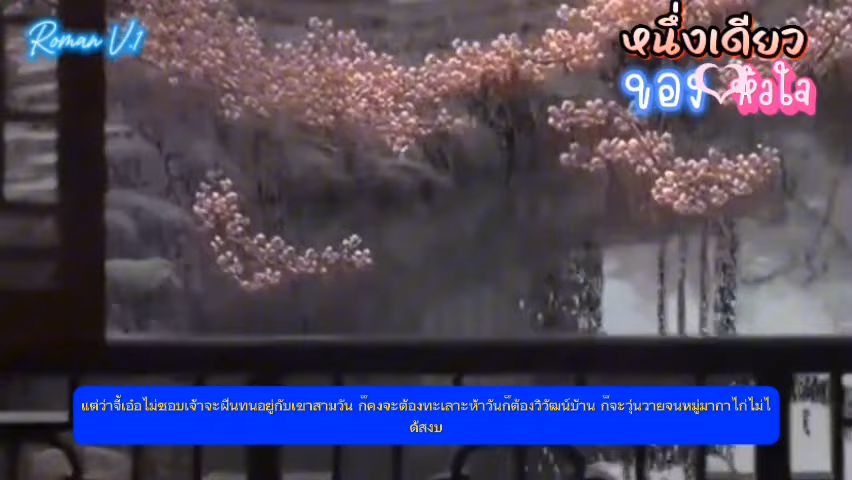 Roman V.1
หนึ่งเดียว
ของ หัวใจ
แต่ว่าจี้เอ๋อไม่ชอบเจ้าจะฝืนทนอยู่กับเขาสามวัน ก็คงจะต้องทะเลาะห้าวันก็ต้องวิวัฒน์บ้าน ก็จะวุ่นวายจนหมู่มากาไก่ไม่ไ
ด้สงบ